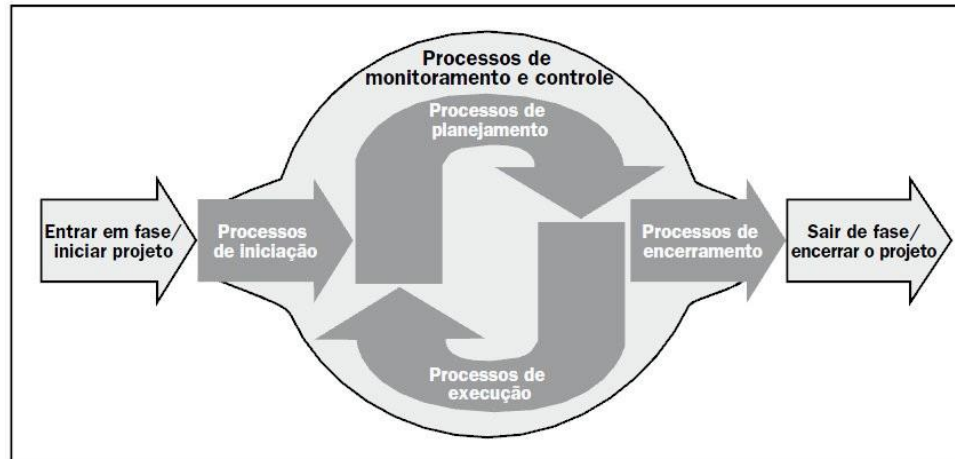 Processos de
monitoramento e controle
Processos de
planejamento
Entrar em fase/
iniciar projeto
Processos
de iniciação
Processos de
encerramento
Sair de fase/
encerrar o projeto
Processos de
execução